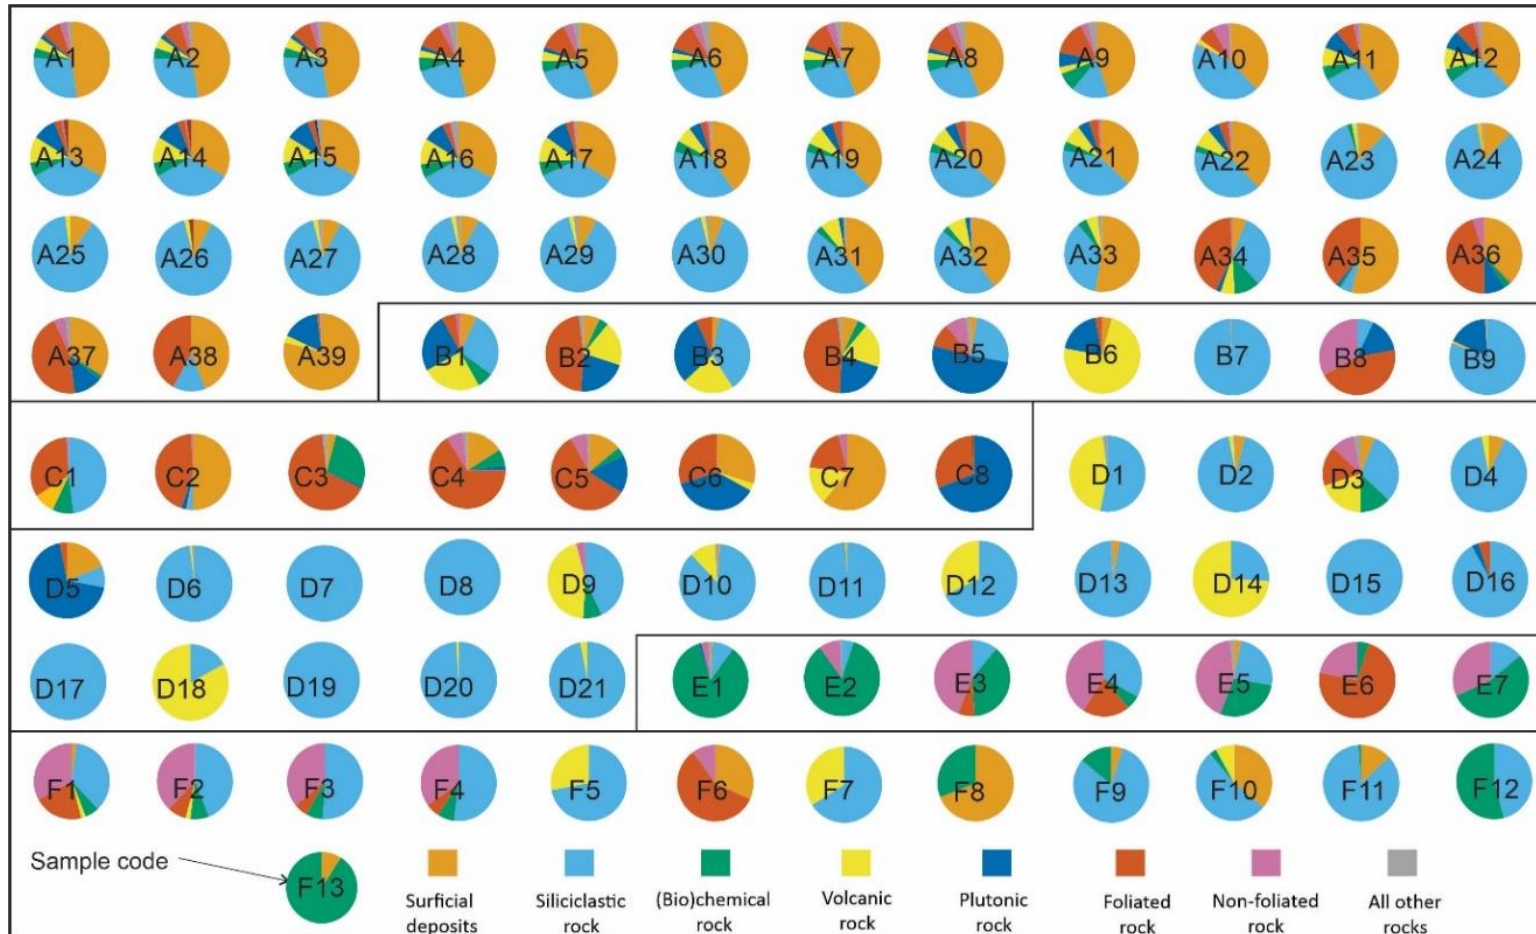 A1 A2 A3 A4 A5 A6 A7 A8 A9 A10 A11 A12
A13 A14 A15 A16 A17 A18 A19 A20 A21 A22 A23 A24
A25 A26 A27 A28 A29 A30 A31 A32 A33 A34 A35 A36
A37 A38 A39 B1 B2 B3 B4 B5 B6 B7 B8 B9
C1 C2 C3 C4 C5 C6 C7 C8 D1 D2 D3 D4
D5 D6 D7 D8 D9 D10 D11 D12 D13 D14 D15 D16
D17 D18 D19 D20 D21 E1 E2 E3 E4 E5 E6 E7
F1 F2 F3 F4 F5 F6 F7 F8 F9 F10 F11 F12
Sample code
F13
Surficial deposits
Siliciclastic rock
(Bio)chemical rock
Volcanic rock
Plutonic rock
Foliated rock
Non-foliated rock
All other rocks